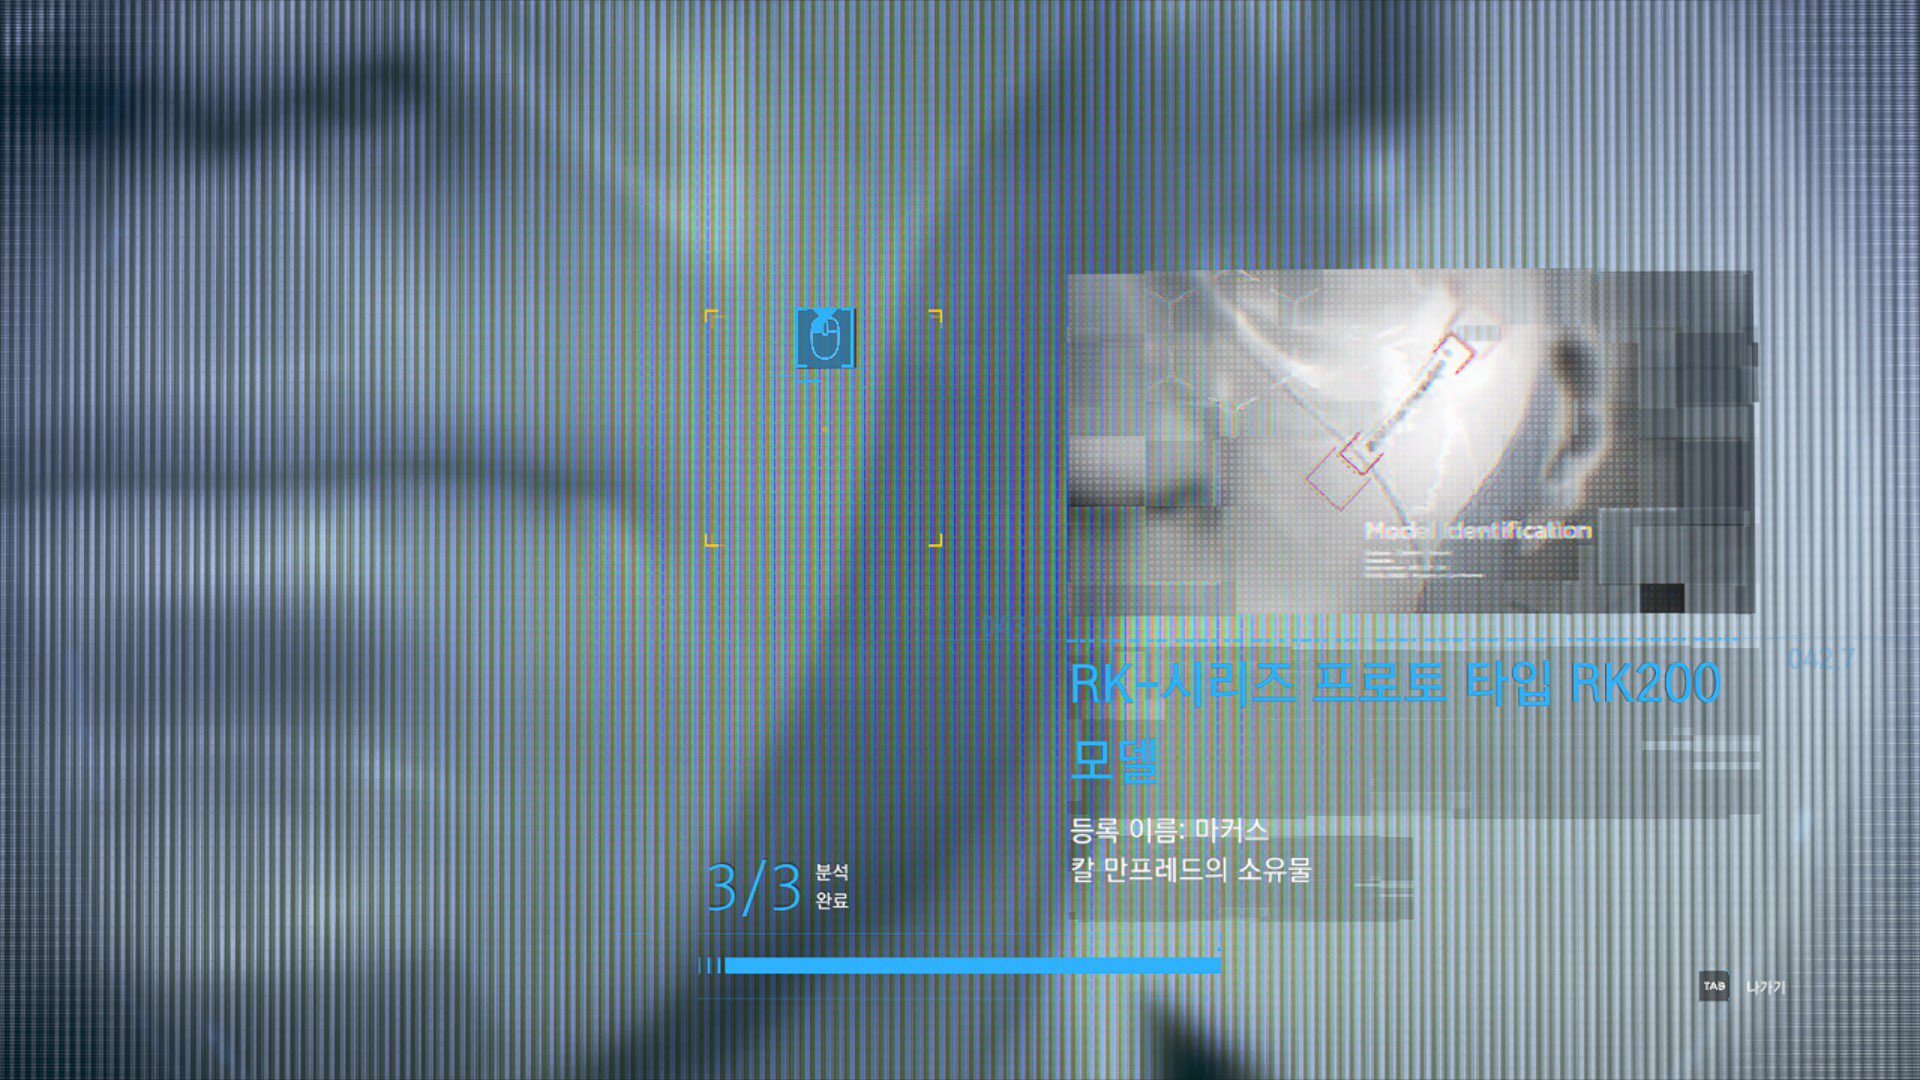 Model Identification
042,7
RK-시리즈 프로토 타입 RK200
모델
등록 이름: 마커스
칼 만프레드의 소유물
3/3 분석
완료
TAB 나가기